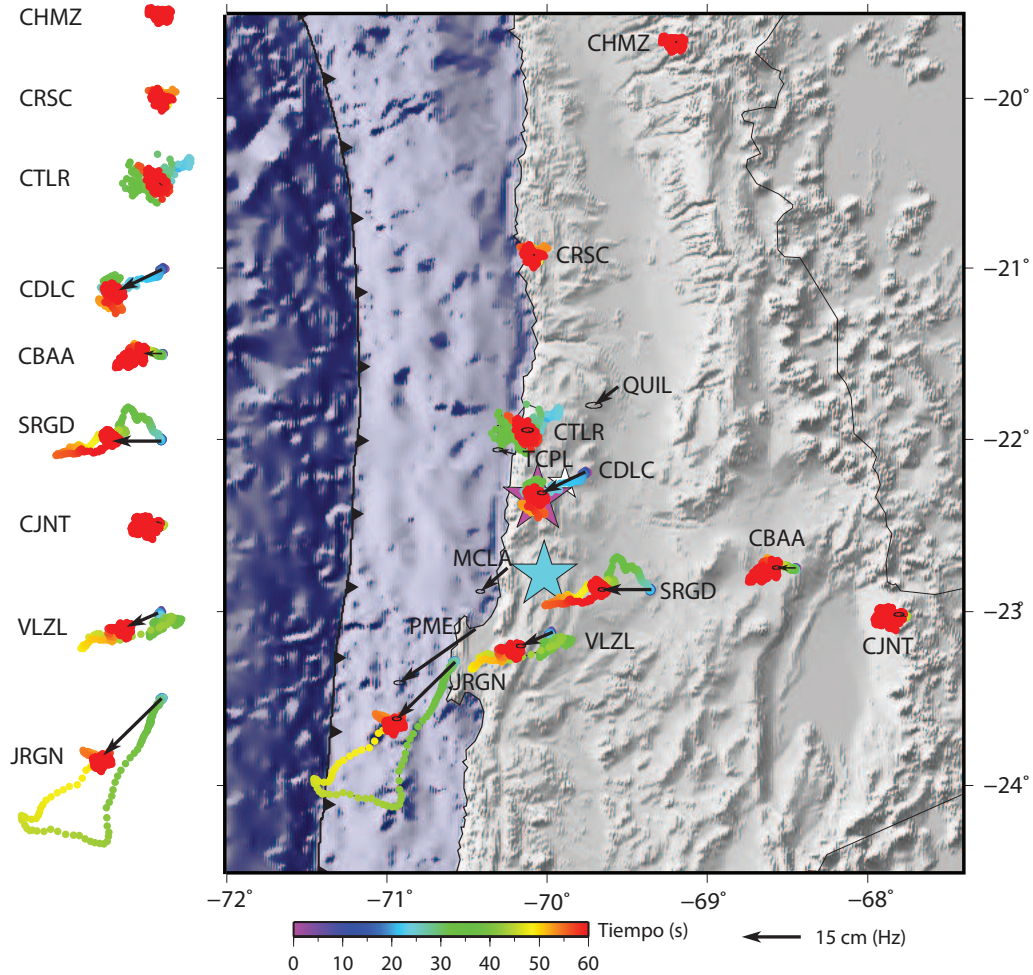 CHMZ
CRSC
CTLR
CDLC
CBAA
SRGD
CJNT
VLZL
JRGN
CHMZ
CRSC
QUIL
CTLR
TCPL
CDLC
CBAA
MCLA
SRGD
PMEJ
VLZL
CJNT
JRGN
−20°
−21°
−22°
−23°
−24°
−72° −71° −70° −69° −68°
Tiempo (s)
0 10 20 30 40 50 60
15 cm (Hz)